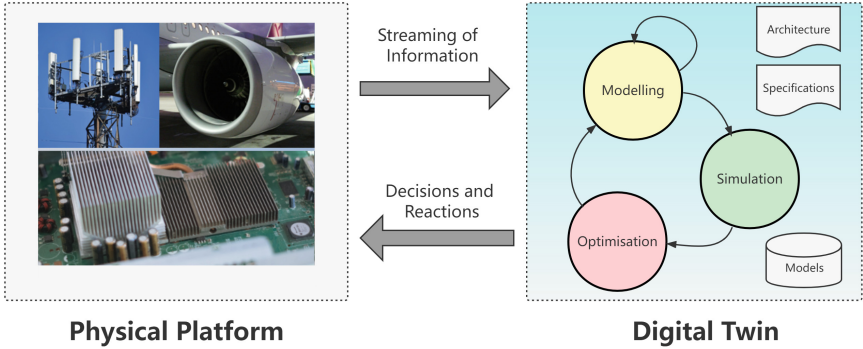 Streaming of
Information
Decisions and
Reactions
Modelling
Simulation
Optimisation
Architecture
Specifications
Models
Physical Platform
Digital Twin